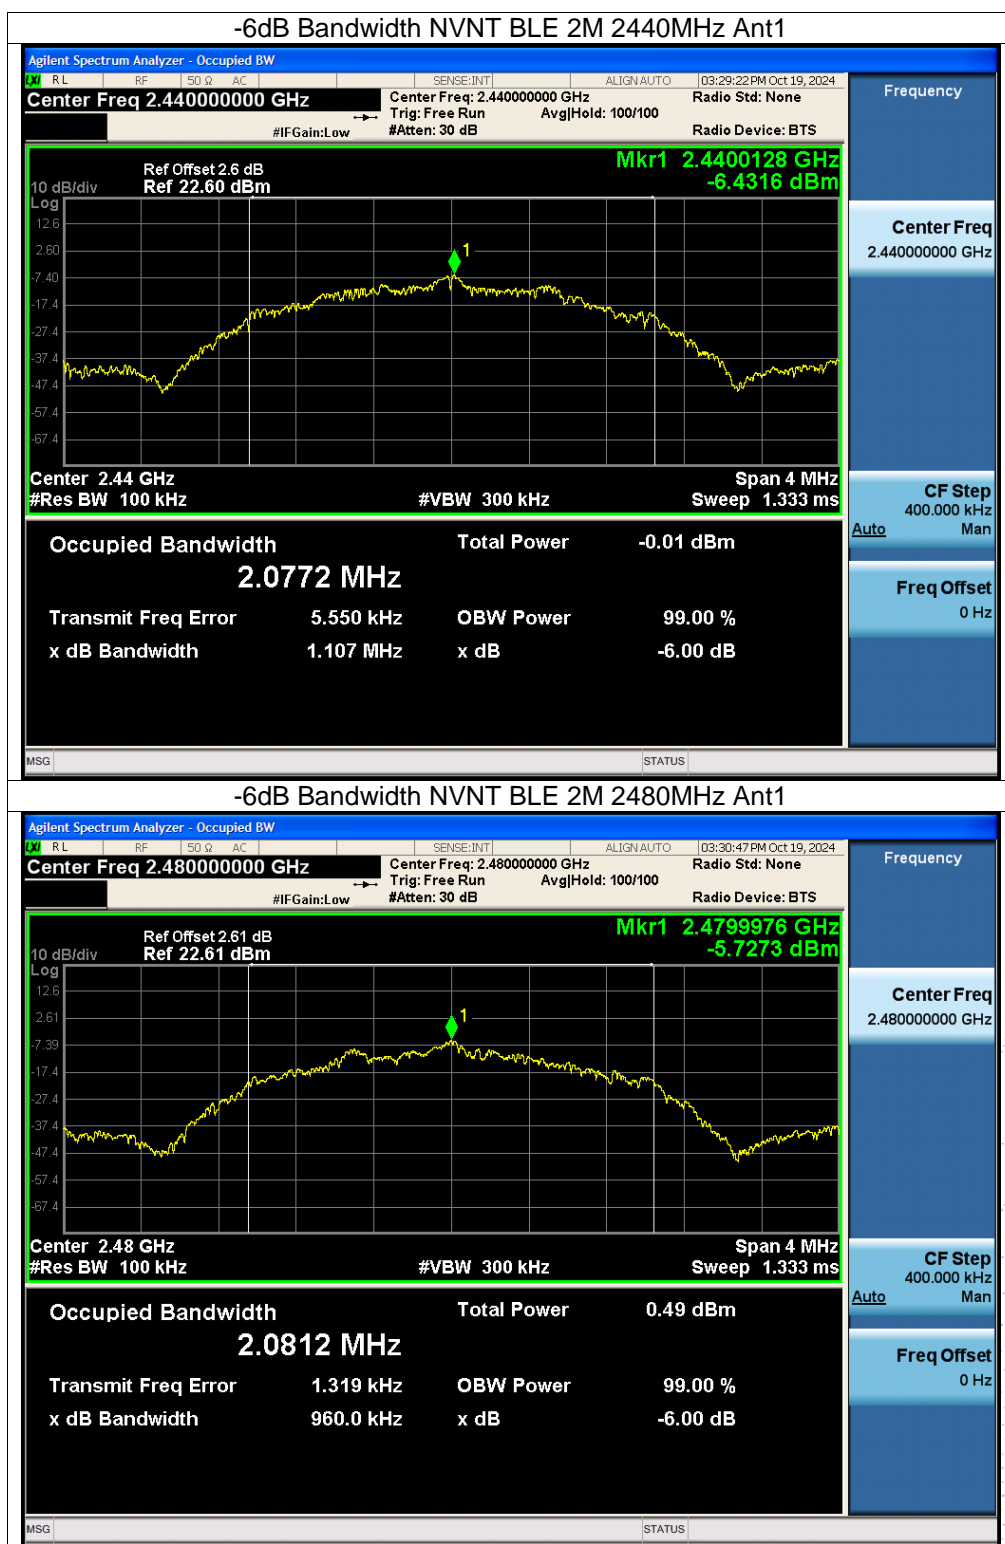 -6dB Bandwidth NVNT BLE 2M 2440MHz Ant1
Agilent Spectrum Analyzer - Occupied BW
LXI RL RF 50 Ω AC SENSE:INT ALIGN AUTO 03:29:22 PM Oct 19, 2024
Center Freq 2.440000000 GHz
Center Freq: 2.440000000 GHz
Radio Std: None
Trig: Free Run Avg|Hold: 100/100
#IFGain:Low #Atten: 30 dB Radio Device: BTS
Frequency
Mkr1 2.4400128 GHz
-6.4316 dBm
Ref Offset 2.6 dB
10 dB/div Ref 22.60 dBm
Log
12.6
2.60
-7.40
-17.4
-27.4
-37.4
-47.4
-57.4
-67.4
1
Center Freq
2.440000000 GHz
Center 2.44 GHz Span 4 MHz
#Res BW 100 kHz #VBW 300 kHz Sweep 1.333 ms
CF Step
400.000 kHz
Auto Man
Occupied Bandwidth Total Power -0.01 dBm
2.0772 MHz
Transmit Freq Error 5.550 kHz OBW Power 99.00 %
x dB Bandwidth 1.107 MHz x dB -6.00 dB
Freq Offset
0 Hz
MSG STATUS
-6dB Bandwidth NVNT BLE 2M 2480MHz Ant1
Agilent Spectrum Analyzer - Occupied BW
LXI RL RF 50 Ω AC SENSE:INT ALIGN AUTO 03:30:47 PM Oct 19, 2024
Center Freq 2.480000000 GHz
Center Freq: 2.480000000 GHz
Radio Std: None
Trig: Free Run Avg|Hold: 100/100
#IFGain:Low #Atten: 30 dB Radio Device: BTS
Frequency
Mkr1 2.4799976 GHz
-5.7273 dBm
Ref Offset 2.61 dB
10 dB/div Ref 22.61 dBm
Log
12.6
2.61
-7.39
-17.4
-27.4
-37.4
-47.4
-57.4
-67.4
1
Center Freq
2.480000000 GHz
Center 2.48 GHz Span 4 MHz
#Res BW 100 kHz #VBW 300 kHz Sweep 1.333 ms
CF Step
400.000 kHz
Auto Man
Occupied Bandwidth Total Power 0.49 dBm
2.0812 MHz
Transmit Freq Error 1.319 kHz OBW Power 99.00 %
x dB Bandwidth 960.0 kHz x dB -6.00 dB
Freq Offset
0 Hz
MSG STATUS